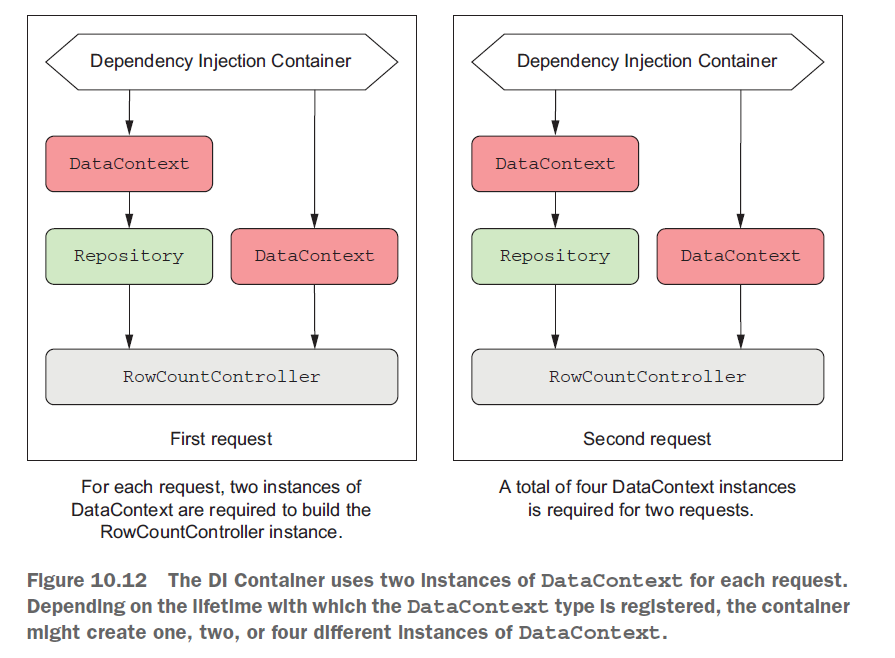 Dependency Injection Container
DataContext
Repository
DataContext
RowCountController
First request
For each request, two instances of
DataContext are required to build the
RowCountController instance.
Dependency Injection Container
DataContext
Repository
DataContext
RowCountController
Second request
A total of four DataContext instances
is required for two requests.
Figure 10.12 The DI Container uses two instances of DataContext for each request.
Depending on the lifetime with which the DataContext type is registered, the container
might create one, two, or four different instances of DataContext.